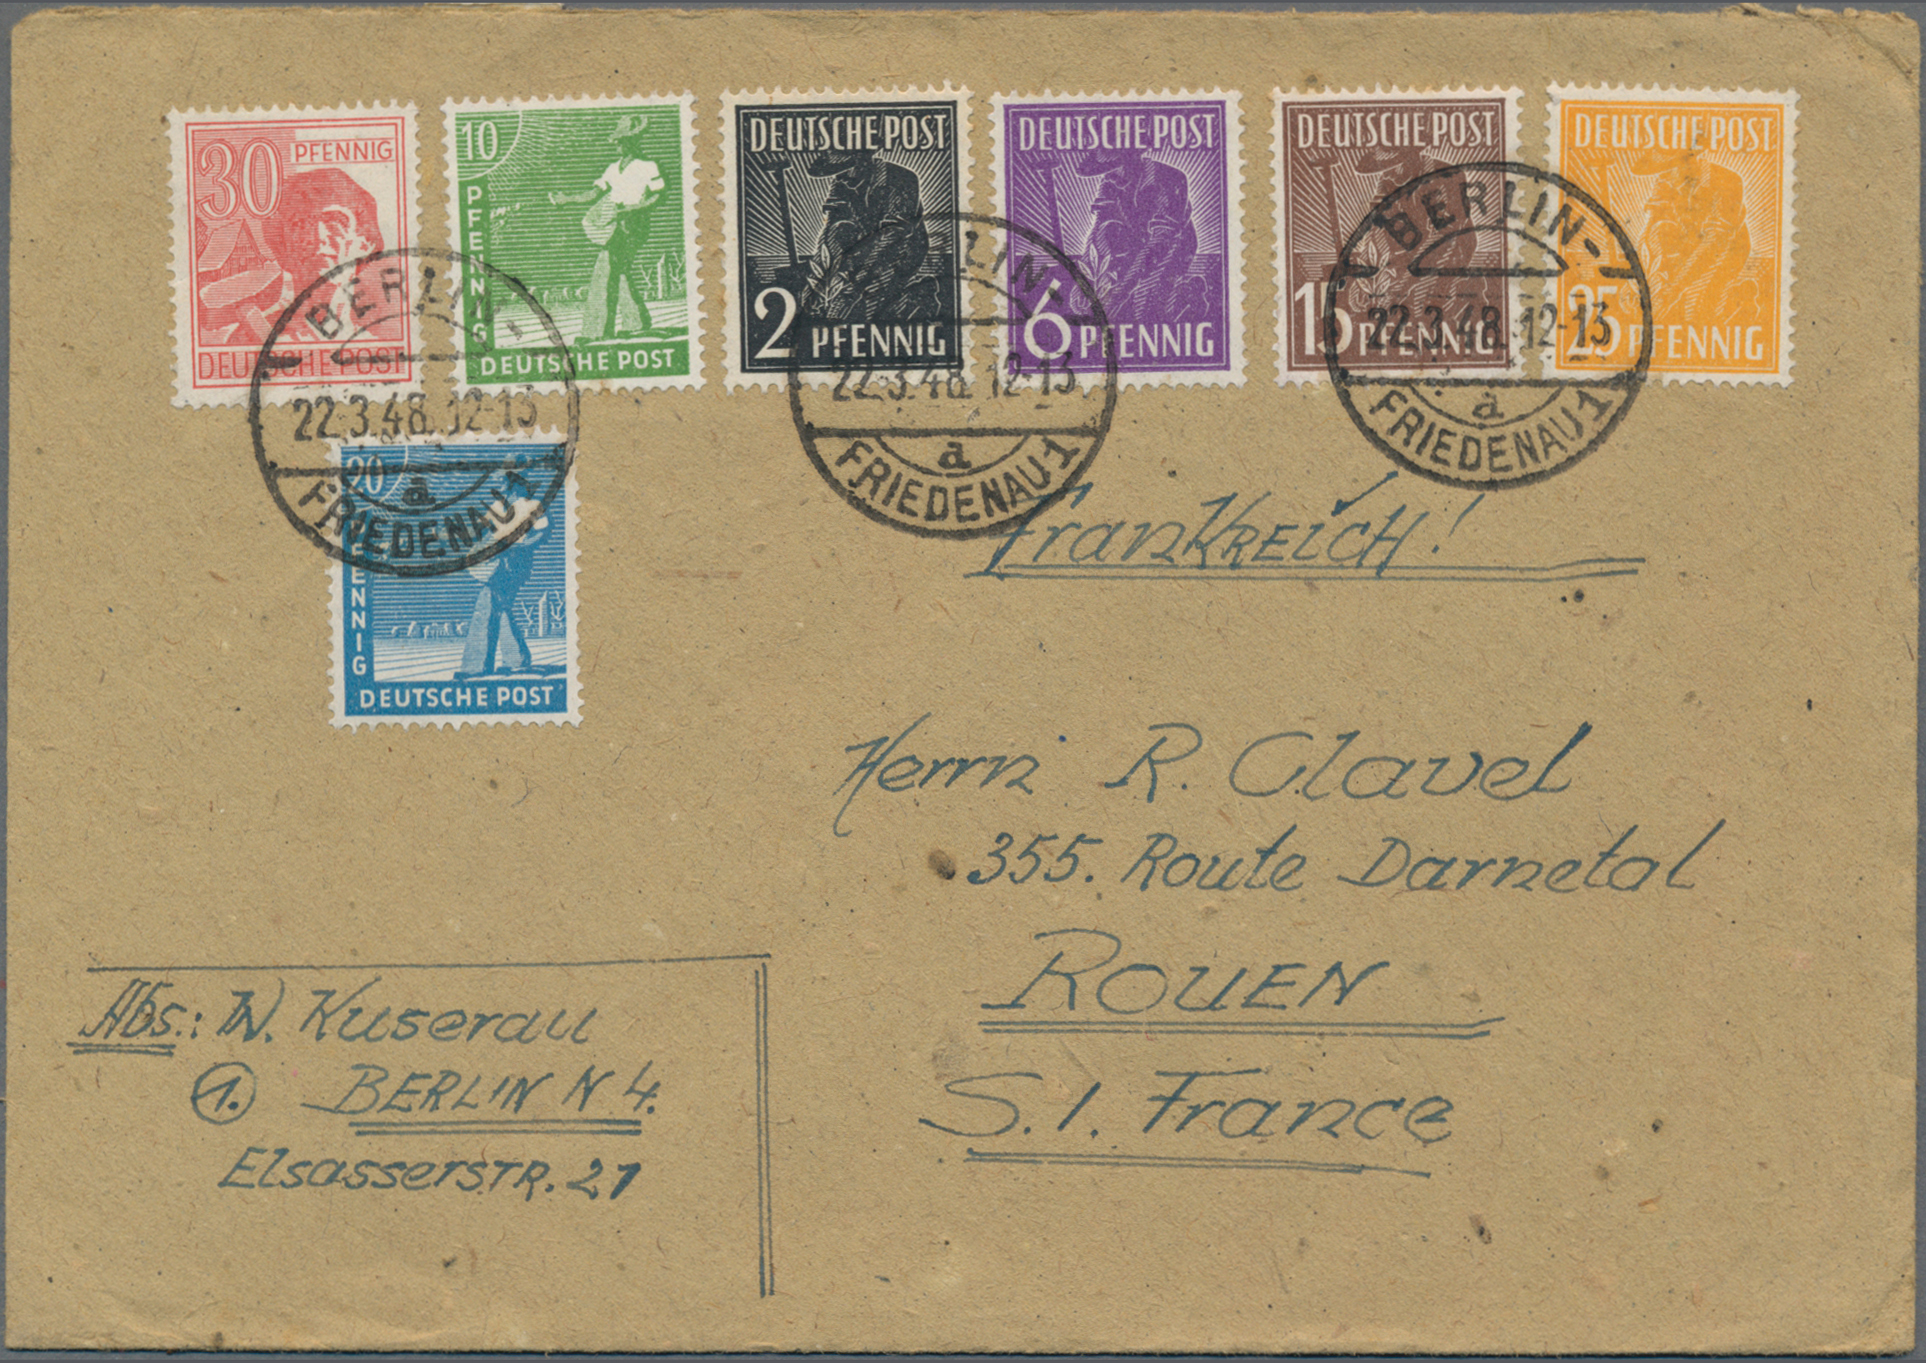 30 PFENNIG
DEUTSCHE POST
10
PFENNIG
DEUTSCHE POST
DEUTSCHE POST
2 PFENNIG
DEUTSCHE POST
6 PFENNIG
DEUTSCHE POST
15 PFENNIG
DEUTSCHE POST
25 PFENNIG
BERLIN-
22.3.48.12-13
a
FRIEDENAU 1
BERLIN-
22.3.48.12-13
a
FRIEDENAU 1
BERLIN-
22.3.48.12-13
a
FRIEDENAU 1
20
PFENNIG
DEUTSCHE POST
Frankreich!
Herrn R. Clavel
355. Route Darnetal
ROUEN
S.I. France
Abs.: W. Kuserau
1. BERLIN N 4.
Elsasserstr. 21